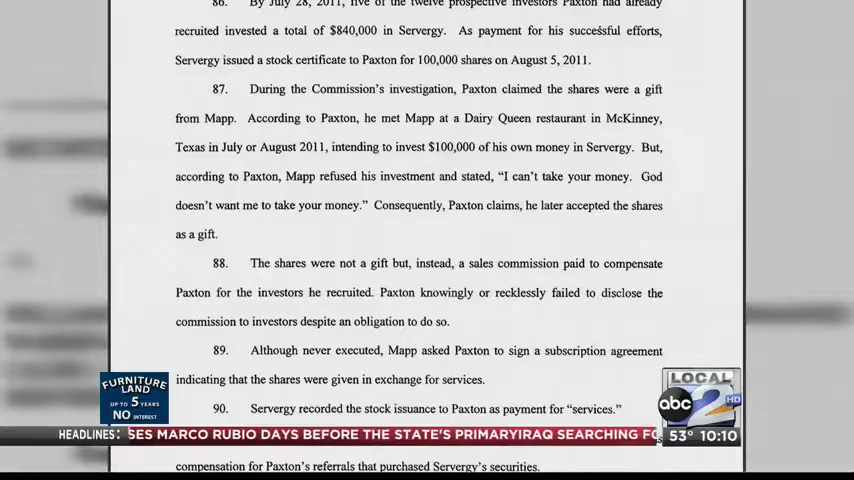 86. By July 28, 2011, five of the twelve prospective investors Paxton had already
recruited invested a total of $840,000 in Servergy. As payment for his successful efforts,
Servergy issued a stock certificate to Paxton for 100,000 shares on August 5, 2011.
87. During the Commission's investigation, Paxton claimed the shares were a gift
from Mapp. According to Paxton, he met Mapp at a Dairy Queen restaurant in McKinney,
Texas in July or August 2011, intending to invest $100,000 of his own money in Servergy. But,
according to Paxton, Mapp refused his investment and stated, "I can't take your money. God
doesn't want me to take your money." Consequently, Paxton claims, he later accepted the shares
as a gift.
88. The shares were not a gift but, instead, a sales commission paid to compensate
Paxton for the investors he recruited. Paxton knowingly or recklessly failed to disclose the
commission to investors despite an obligation to do so.
89. Although never executed, Mapp asked Paxton to sign a subscription agreement
indicating that the shares were given in exchange for services.
90. Servergy recorded the stock issuance to Paxton as payment for "services."
compensation for Paxton's referrals that purchased Servergy's securities.
FURNITURE
LAND
UP TO 5 YEARS
NO INTEREST
LOCAL
abc 2 HD
HEADLINES: SES MARCO RUBIO DAYS BEFORE THE STATE'S PRIMARYIRAQ SEARCHING FO
53° 10:10